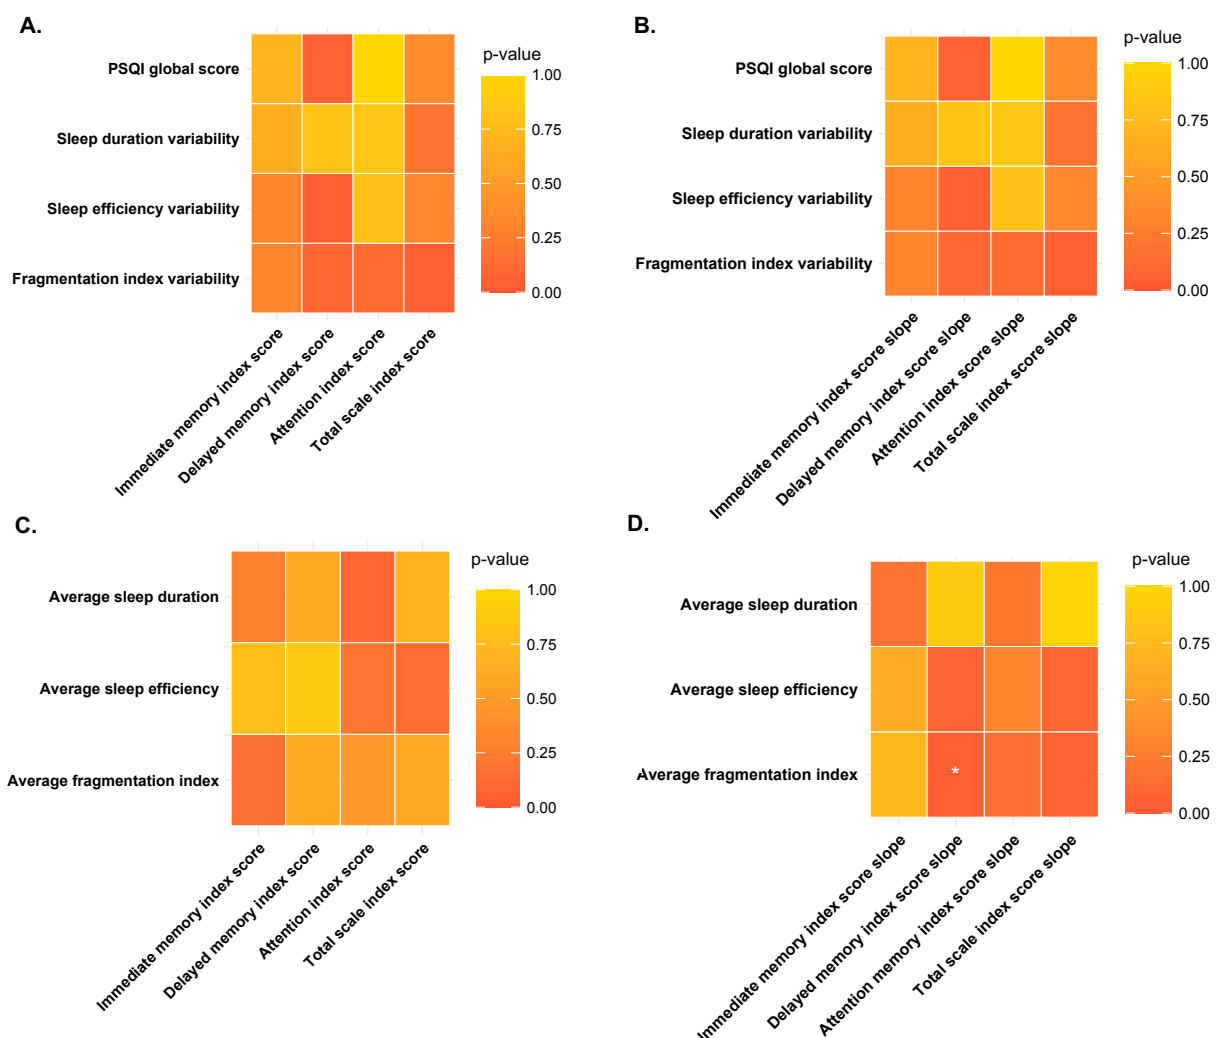 A.
p-value
PSQI global score
Sleep duration variability
Sleep efficiency variability
Fragmentation index variability
1.00
0.75
0.50
0.25
0.00
Immediate memory index score
Delayed memory index score
Attention index score
Total scale index score
B.
p-value
PSQI global score
Sleep duration variability
Sleep efficiency variability
Fragmentation index variability
1.00
0.75
0.50
0.25
0.00
Immediate memory index score slope
Delayed memory index score slope
Attention index score slope
Total scale index score slope
C.
p-value
Average sleep duration
Average sleep efficiency
Average fragmentation index
1.00
0.75
0.50
0.25
0.00
Immediate memory index score
Delayed memory index score
Attention index score
Total scale index score
D.
p-value
Average sleep duration
Average sleep efficiency
Average fragmentation index
*
1.00
0.75
0.50
0.25
0.00
Immediate memory index score slope
Delayed memory index score slope
Attention memory index score slope
Total scale index score slope